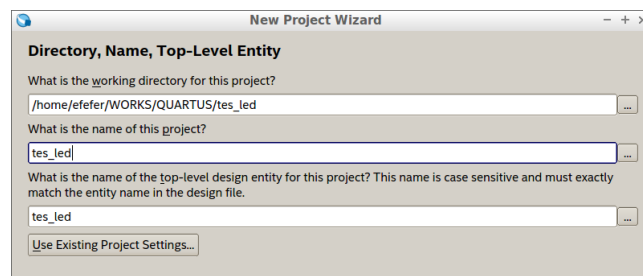 New Project Wizard
Directory, Name, Top-Level Entity
What is the working directory for this project?
/home/efefer/WORKS/QUARTUS/tes_led
...
What is the name of this project?
tes_led
...
What is the name of the top-level design entity for this project? This name is case sensitive and must exactly
match the entity name in the design file.
tes_led
...
Use Existing Project Settings...